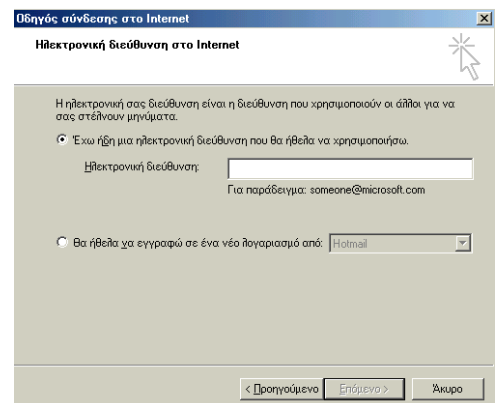 Οδηγός σύνδεσης στο Internet
Ηλεκτρονική διεύθυνση στο Internet
Η ηλεκτρονική σας διεύθυνση είναι η διεύθυνση που χρησιμοποιούν οι άλλοι για να
σας στέλνουν μηνύματα.
Έχω ήδη μια ηλεκτρονική διεύθυνση που θα ήθελα να χρησιμοποιήσω.
Ηλεκτρονική διεύθυνση:
Για παράδειγμα: someone@microsoft.com
Θα ήθελα να εγγραφώ σε ένα νέο λογαριασμό από: Hotmail
< Προηγούμενο Επόμενο > Άκυρο